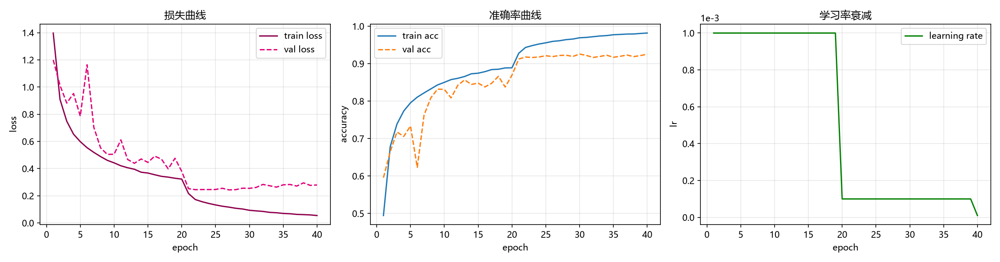 损失曲线
1.4
1.2
1.0
0.8
0.6
0.4
0.2
0.0
loss
train loss
val loss
0 5 10 15 20 25 30 35 40
epoch
准确率曲线
1.0
0.9
0.8
0.7
0.6
0.5
accuracy
train acc
val acc
0 5 10 15 20 25 30 35 40
epoch
学习率衰减
1e-3
1.0
0.8
0.6
0.4
0.2
0.0
lr
learning rate
0 5 10 15 20 25 30 35 40
epoch